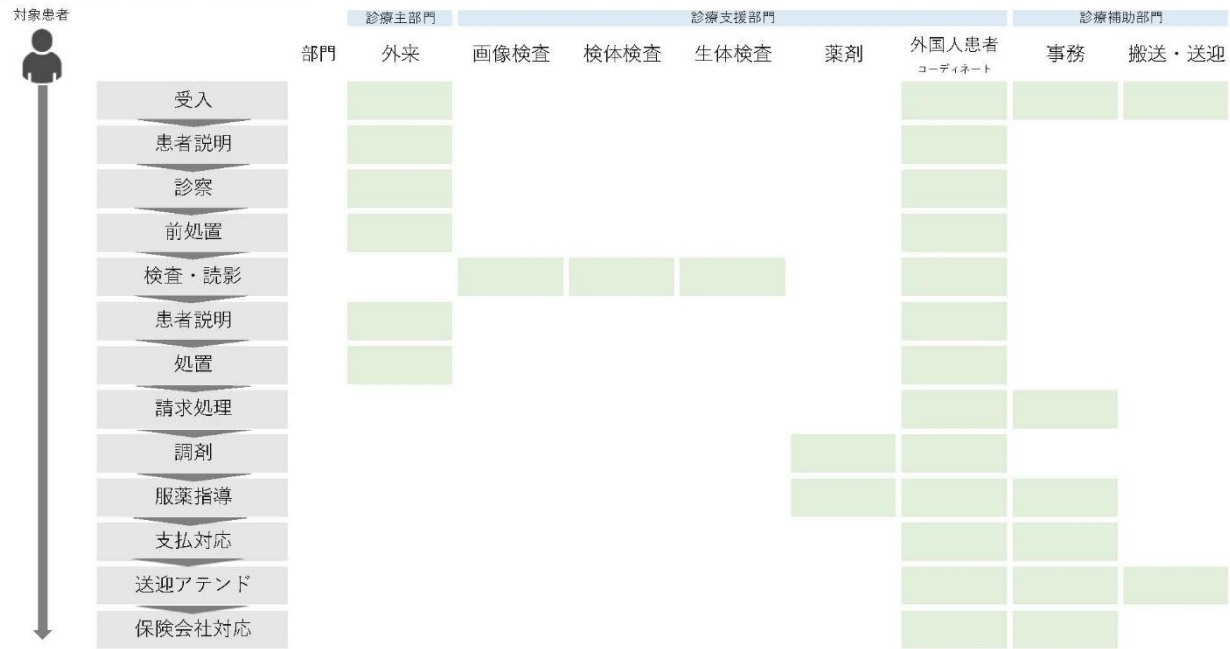 対象患者
診療主部門 診療支援部門 診療補助部門
部門 外来 画像検査 検体検査 生体検査 薬剤 外国人患者 事務 搬送・送迎
コーディネート
受入
患者説明
診察
前処置
検査・読影
患者説明
処置
請求処理
調剤
服薬指導
支払対応
送迎アテンド
保険会社対応